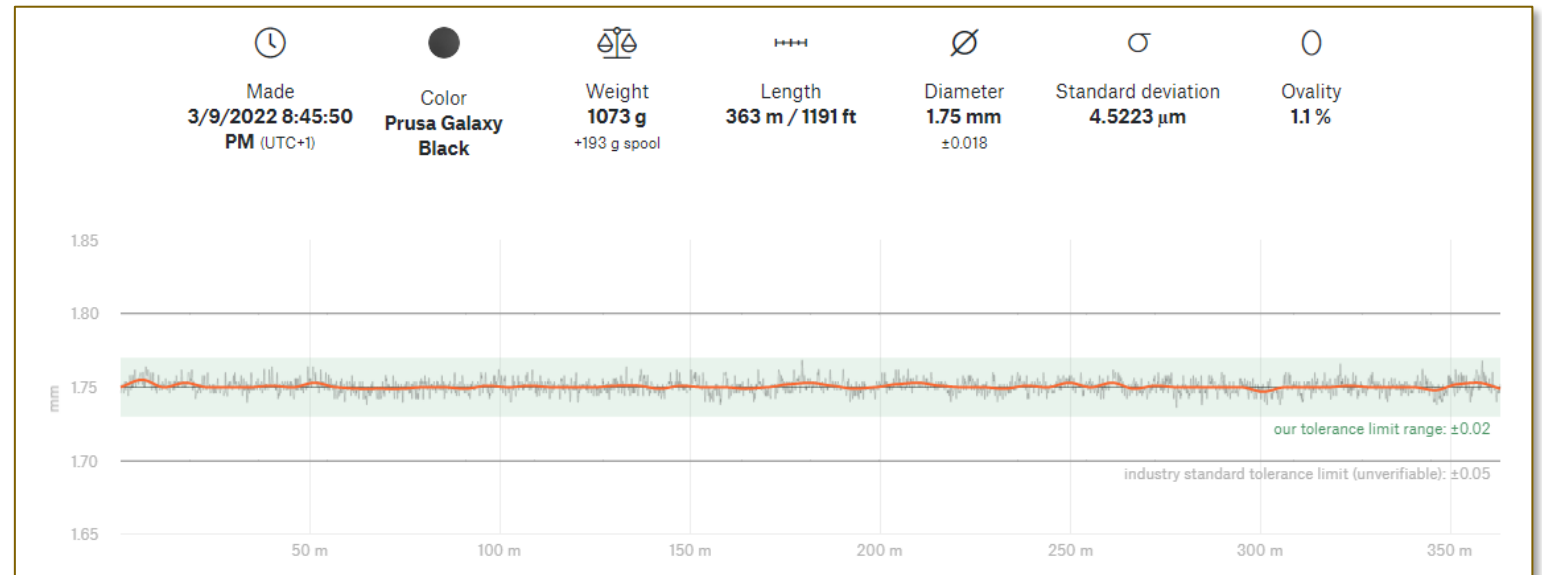 Made
3/9/2022 8:45:50
PM (UTC+1)
Color
Prusa Galaxy
Black
Weight
1073 g
+193 g spool
Length
363 m / 1191 ft
Diameter
1.75 mm
±0.018
Standard deviation
4.5223 μm
Ovality
1.1 %
1.85
1.80
1.75
mm
our tolerance limit range: ±0.02
1.70
industry standard tolerance limit (unverifiable): ±0.05
1.65
50 m
100 m
150 m
200 m
250 m
300 m
350 m